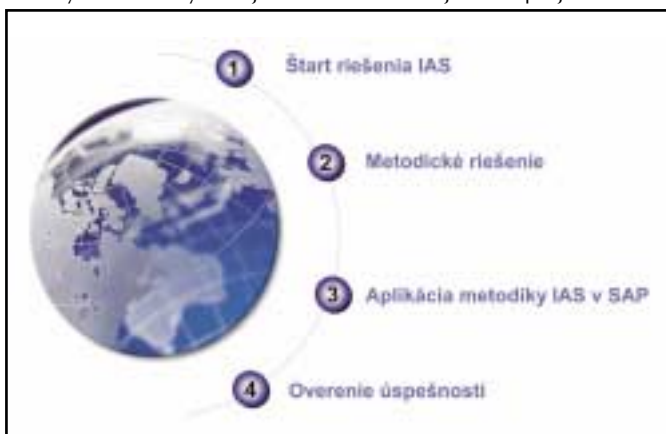 1 Štart riešenia IAS
2 Metodické riešenie
3 Aplikácia metodiky IAS v SAP
4 Overenie úspešnosti